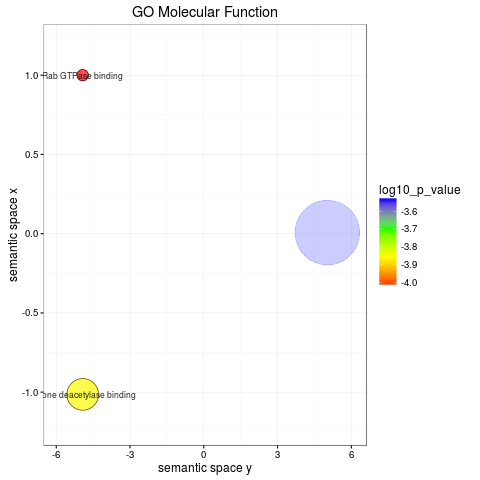 GO Molecular Function
Rab GTPase binding
one deacetylase binding
1.0
0.5
0.0
-0.5
-1.0
-6
-3
0
3
6
semantic space y
semantic space x
log10_p_value
-3.6
-3.7
-3.8
-3.9
-4.0